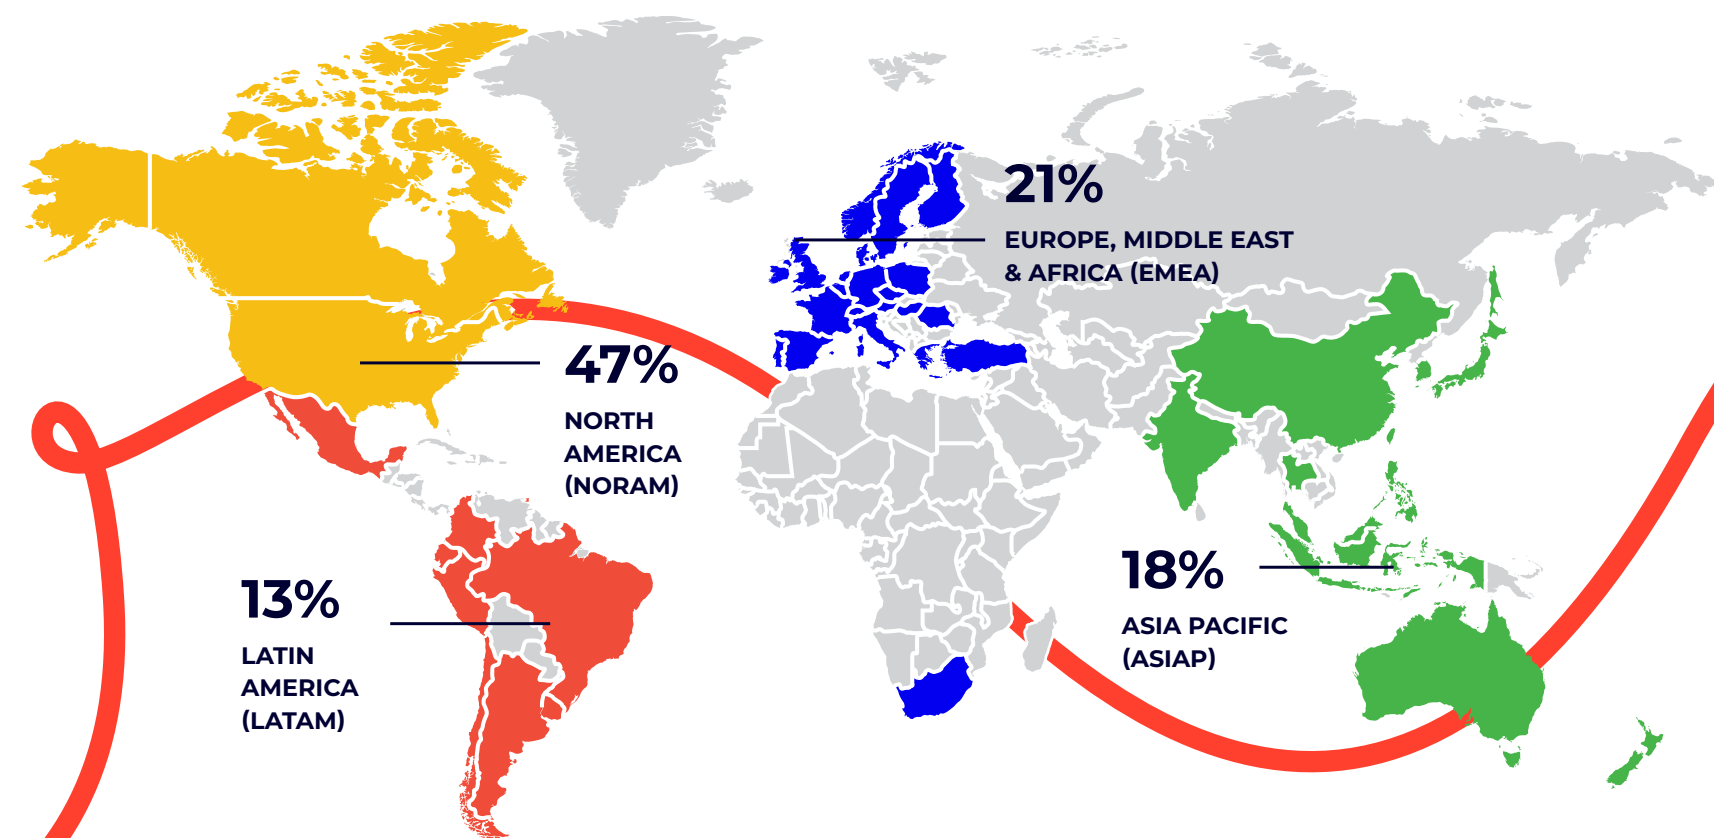 21%
EUROPE, MIDDLE EAST
& AFRICA (EMEA)
47%
NORTH
AMERICA
(NORAM)
13%
LATIN
AMERICA
(LATAM)
18%
ASIA PACIFIC
(ASIAP)